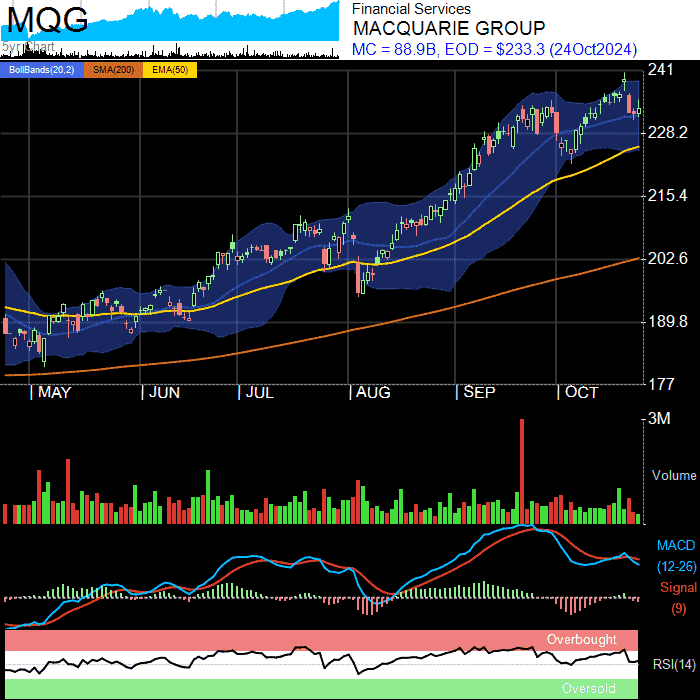 MQG
5yr Chart
Financial Services
MACQUARIE GROUP
MC = 88.9B, EOD = $233.3 (24Oct2024)
BollBands(20,2) SMA(200) EMA(50)
241
228.2
215.4
202.6
189.8
177
MAY JUN JUL AUG SEP OCT
3M
Volume
MACD
(12-26)
Signal
(9)
Overbought
RSI(14)
Oversold